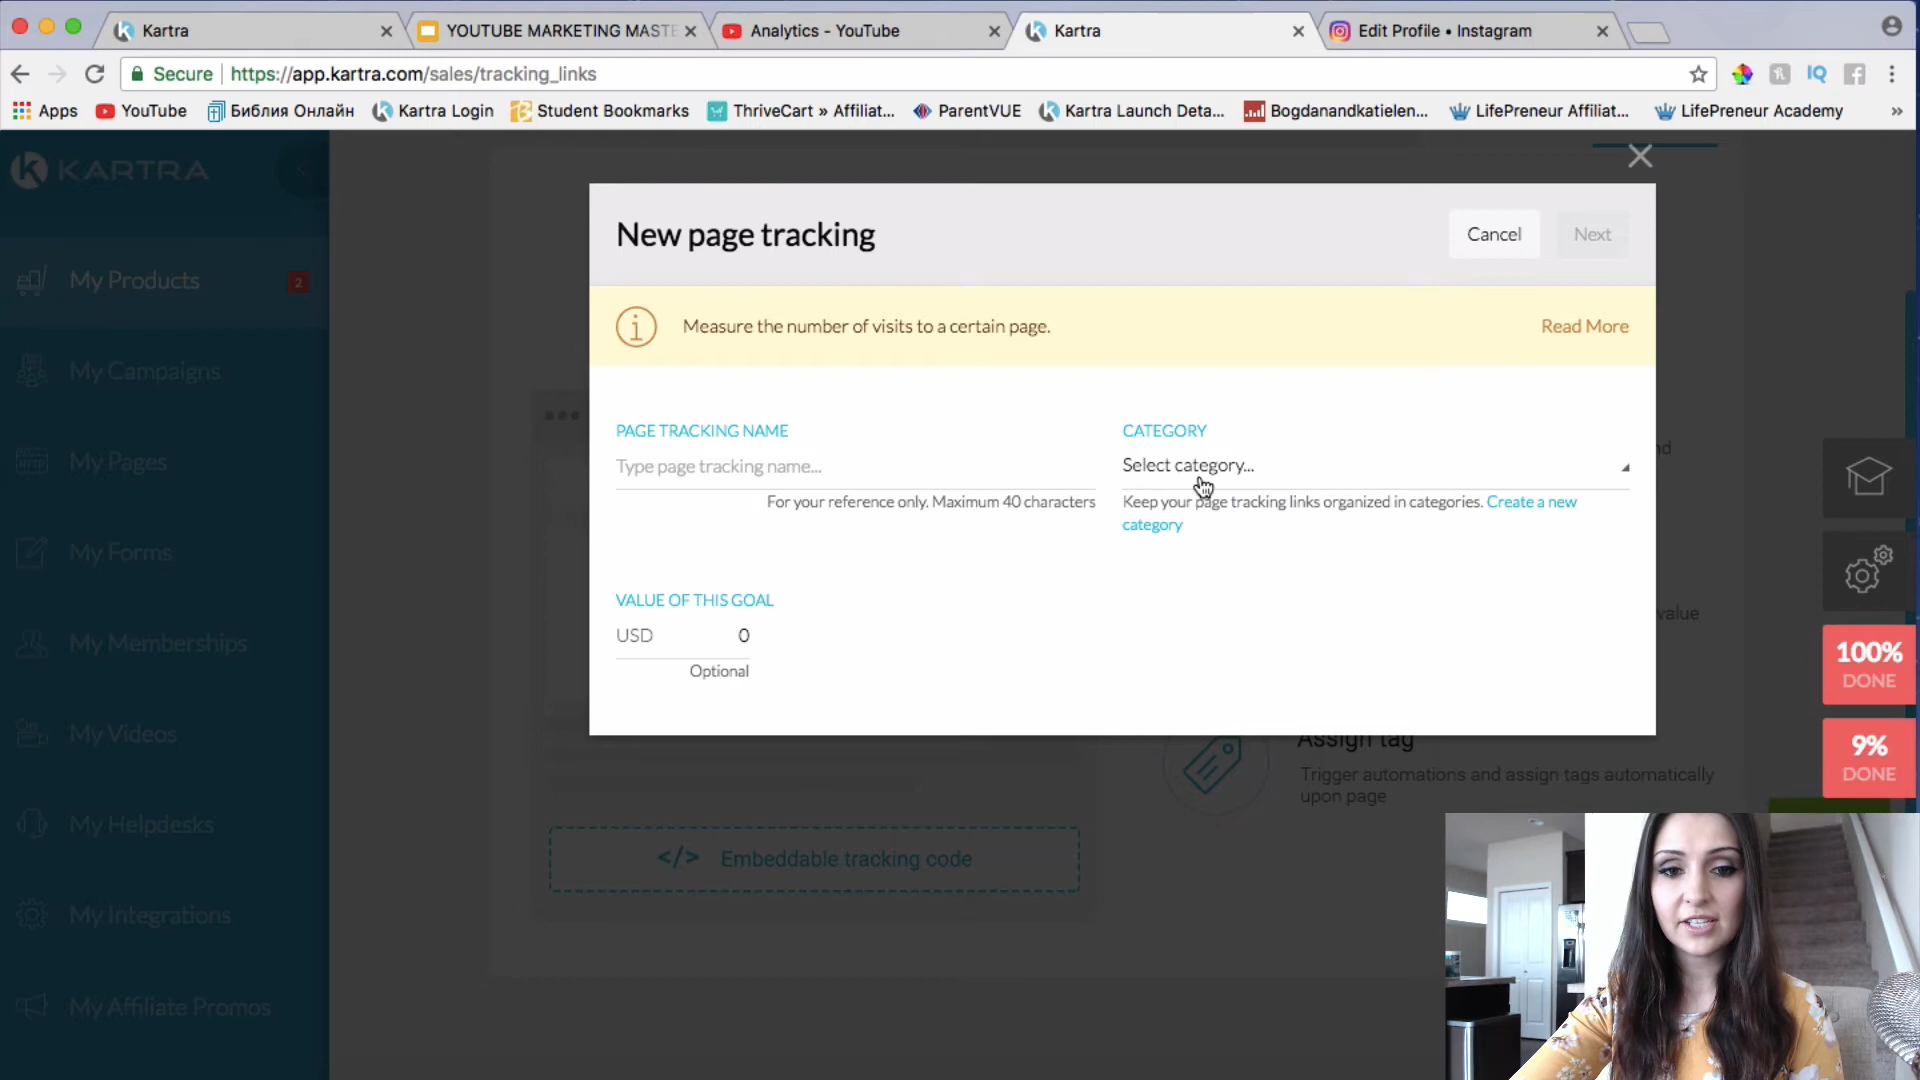 Kartra
YOUTUBE MARKETING MASTE
Analytics - YouTube
Kartra
Edit Profile • Instagram
Secure https://app.kartra.com/sales/tracking_links
IQ
Apps YouTube Библия Онлайн Kartra Login Student Bookmarks ThriveCart » Affiliat... ParentVUE Kartra Launch Deta... Bogdanandkatielen... LifePreneur Affiliat... LifePreneur Academy »
KARTRA
My Products 2
My Campaigns
My Pages
My Forms
My Memberships
My Videos
My Helpdesks
My Integrations
My Affiliate Promos
New page tracking
Cancel Next
Measure the number of visits to a certain page. Read More
PAGE TRACKING NAME
Type page tracking name...
For your reference only. Maximum 40 characters
CATEGORY
Select category...
Keep your page tracking links organized in categories. Create a new
category
VALUE OF THIS GOAL
USD 0
Optional
nd
value
Assign tag
Trigger automations and assign tags automatically
upon page
</> Embeddable tracking code
100%
DONE
9%
DONE